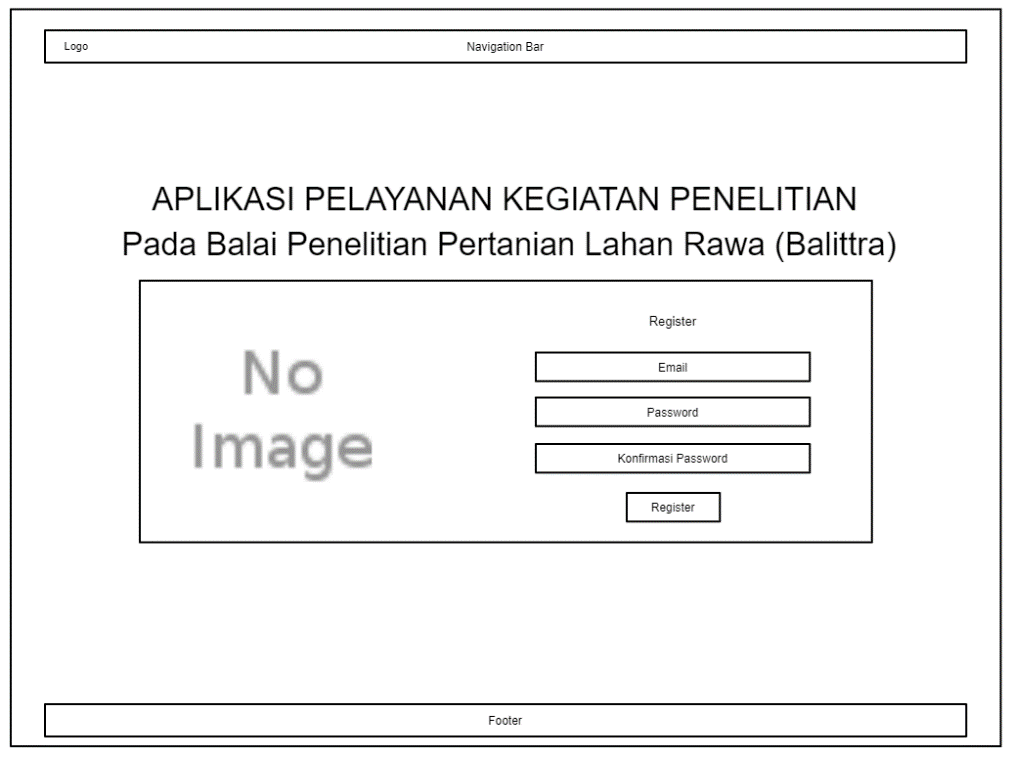 Logo
Navigation Bar
APLIKASI PELAYANAN KEGIATAN PENELITIAN
Pada Balai Penelitian Pertanian Lahan Rawa (Balittra)
No
Image
Register
Email
Password
Konfirmasi Password
Register
Footer